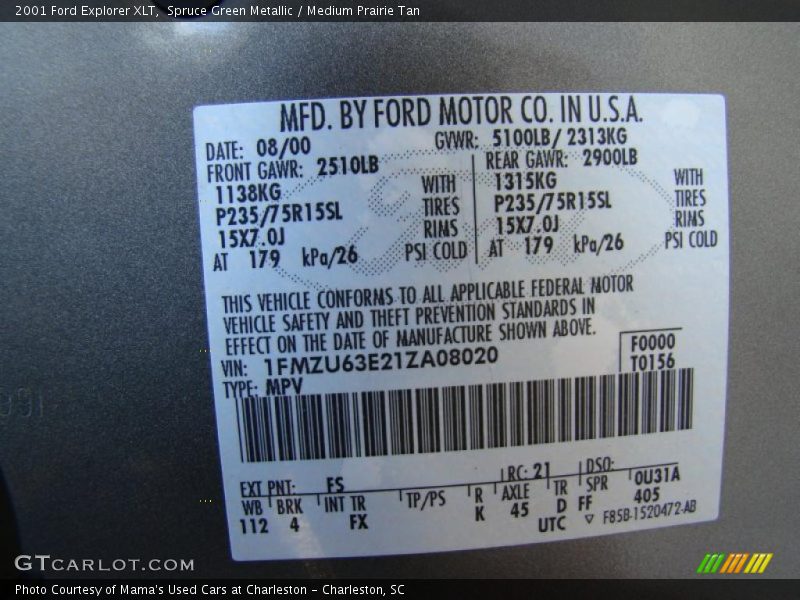 2001 Ford Explorer XLT, Spruce Green Metallic / Medium Prairie Tan
MFD. BY FORD MOTOR CO. IN U.S.A.
DATE: 08/00 GVWR: 5100LB/ 2313KG
FRONT GAWR: 2510LB REAR GAWR: 2900LB
1138KG WITH 1315KG WITH
P235/75R15SL TIRES P235/75R15SL TIRES
15X7.0J RIMS 15X7.0J RIMS
AT 179 kPa/26 PSI COLD AT 179 kPa/26 PSI COLD
THIS VEHICLE CONFORMS TO ALL APPLICABLE FEDERAL MOTOR
VEHICLE SAFETY AND THEFT PREVENTION STANDARDS IN
EFFECT ON THE DATE OF MANUFACTURE SHOWN ABOVE.
VIN: 1FMZU63E21ZA08020 F0000
TYPE: MPV T0156
EXT PNT: FS RC: 21 DSO:
WB BRK INT TR TP/PS R AXLE TR SPR 0U31A
112 4 FX K 45 D FF 405
UTC ▽ F85B-1520472-AB
GTCARLOT.COM
Photo Courtesy of Mama's Used Cars at Charleston – Charleston, SC